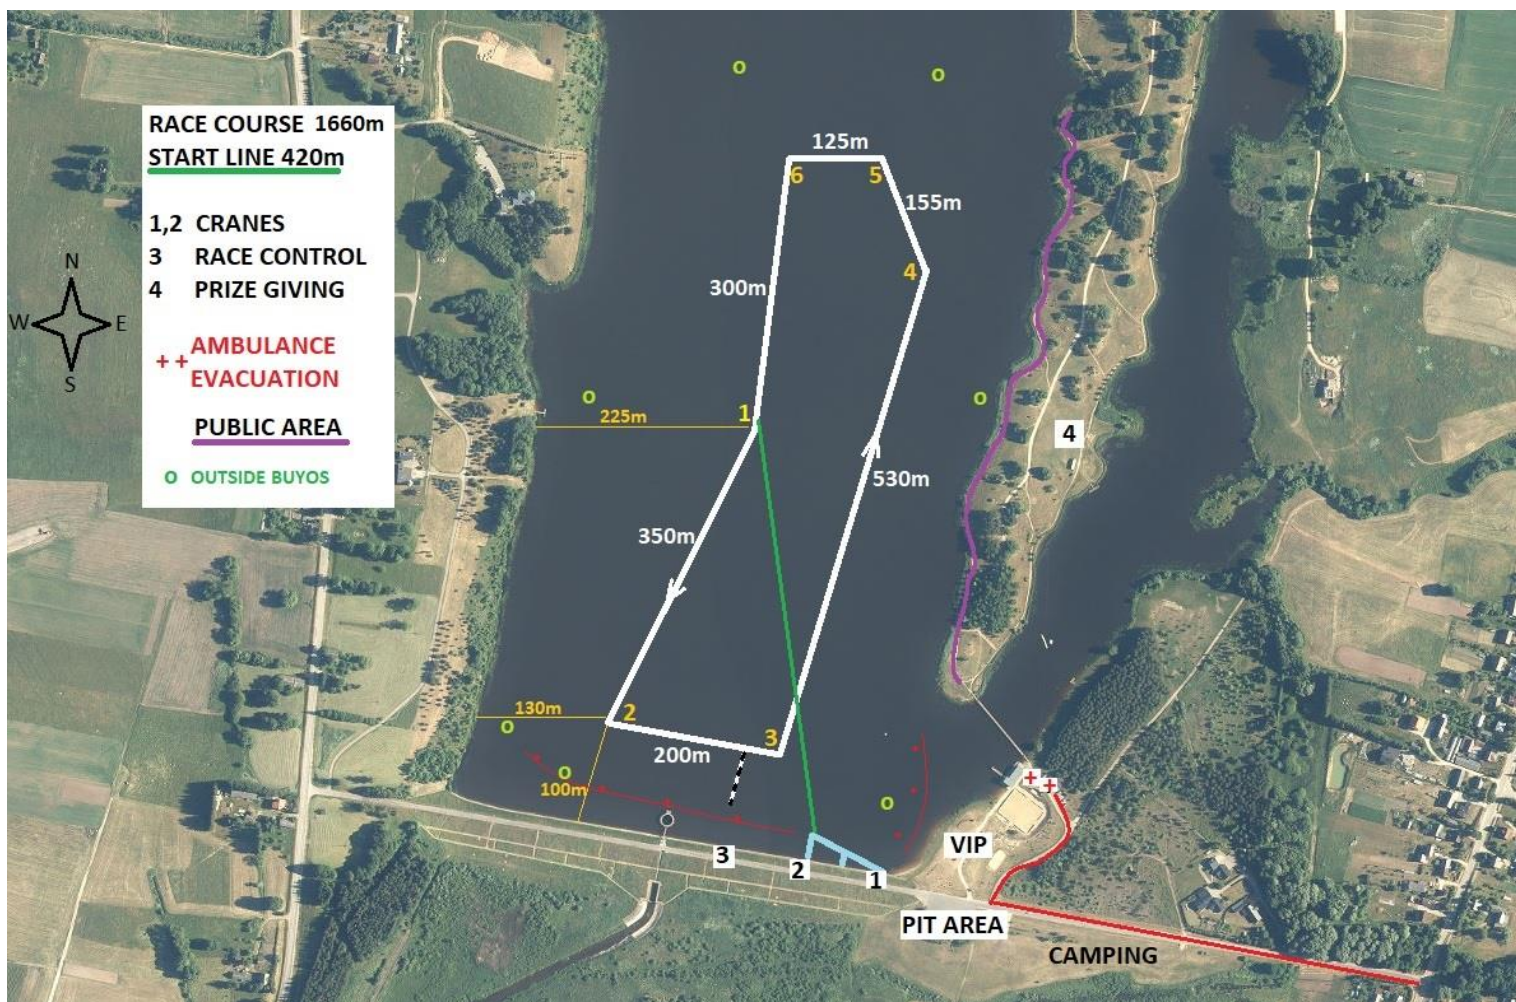 RACE COURSE 1660m
START LINE 420m
1,2 CRANES
3 RACE CONTROL
4 PRIZE GIVING
++ AMBULANCE
EVACUATION
PUBLIC AREA
o OUTSIDE BUYOS
N
W E
S
o
o
125m
6
5
155m
4
300m
o
o
1
225m
4
530m
350m
130m
2
o
200m
3
o
100m
o
++
3
2
1
VIP
PIT AREA
CAMPING